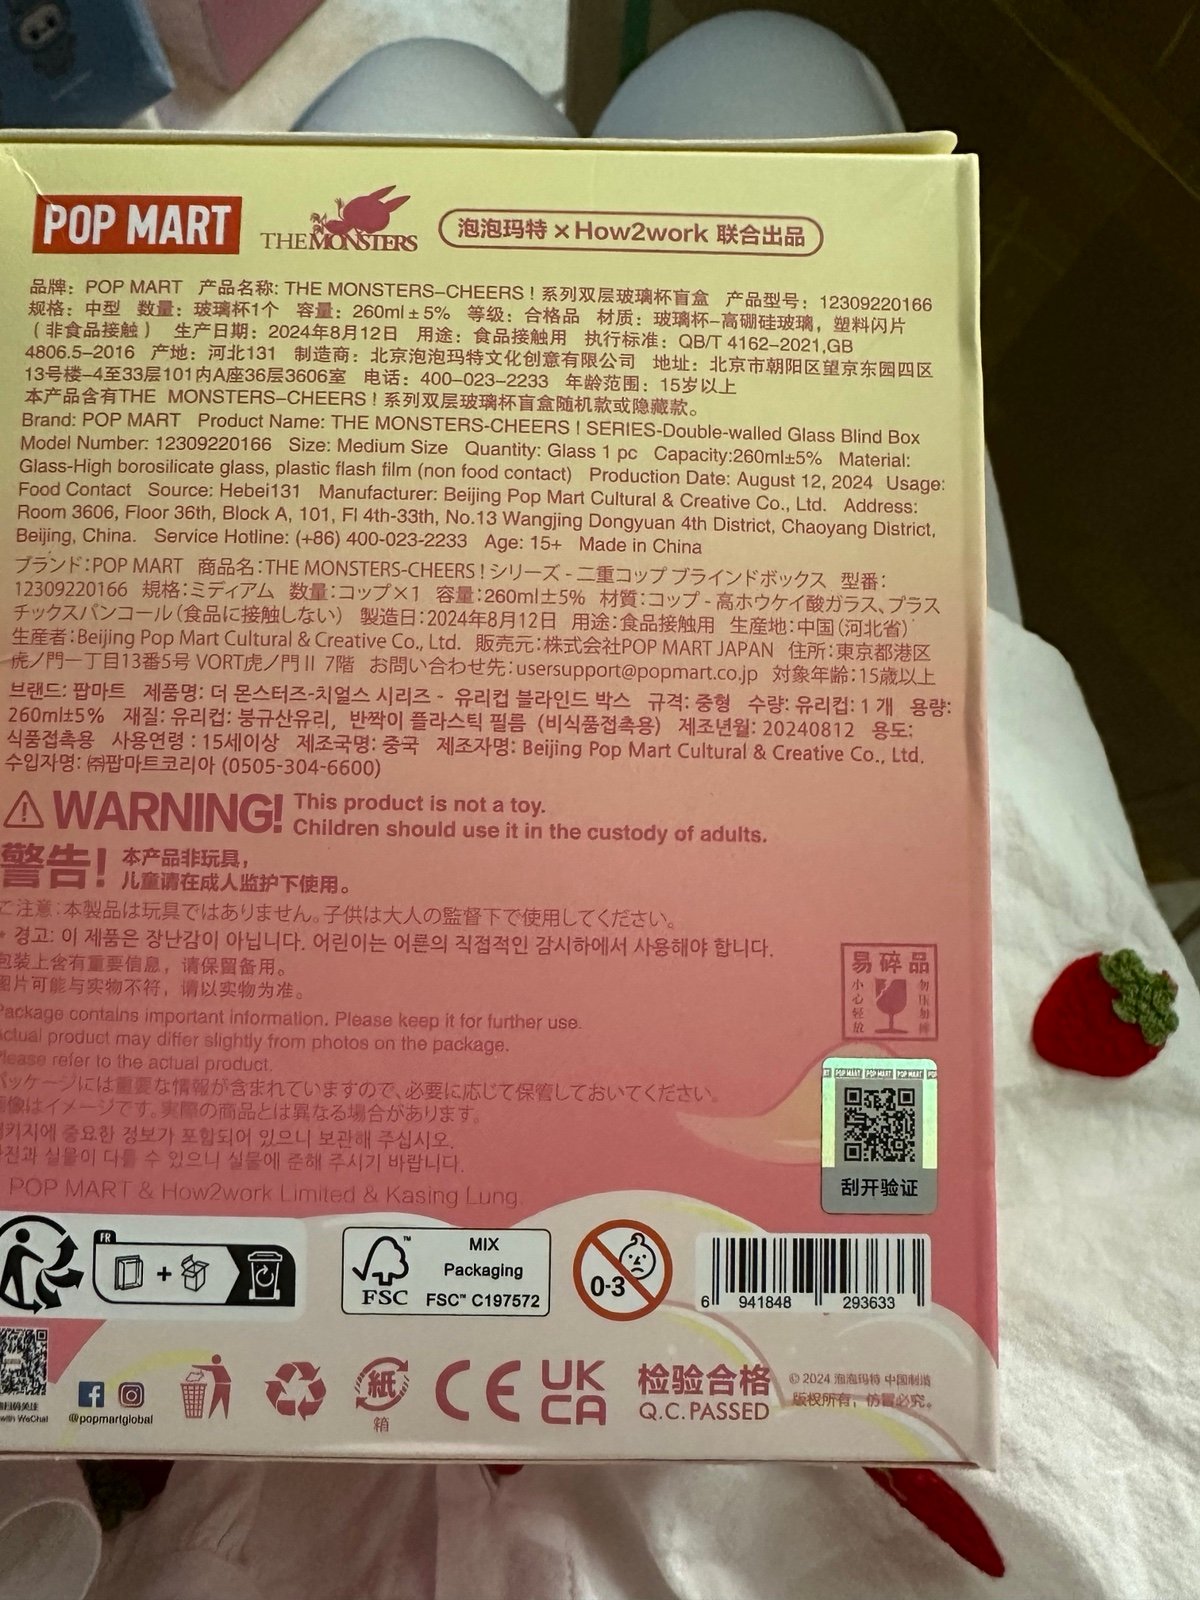 POP MART
THE MONSTERS
泡泡玛特 × How2work 联合出品
品牌: POP MART 产品名称: THE MONSTERS–CHEERS！系列双层玻璃杯盲盒 产品型号: 12309220166
规格: 中型 数量: 玻璃杯1个 容量: 260ml±5% 等级: 合格品 材质: 玻璃杯–高硼硅玻璃，塑料闪片
（非食品接触） 生产日期: 2024年8月12日 用途: 食品接触用 执行标准: QB/T 4162–2021,GB
4806.5–2016 产地: 河北131 制造商: 北京泡泡玛特文化创意有限公司 地址: 北京市朝阳区望京东园四区
13号楼–4至33层101内A座36层3606室 电话: 400–023–2233 年龄范围: 15岁以上
本产品含有THE MONSTERS–CHEERS！系列双层玻璃杯盲盒随机款或隐藏款。
Brand: POP MART Product Name: THE MONSTERS-CHEERS ! SERIES-Double-walled Glass Blind Box
Model Number: 12309220166 Size: Medium Size Quantity: Glass 1 pc Capacity:260ml±5% Material:
Glass-High borosilicate glass, plastic flash film (non food contact) Production Date: August 12, 2024 Usage:
Food Contact Source: Hebei131 Manufacturer: Beijing Pop Mart Cultural & Creative Co., Ltd. Address:
Room 3606, Floor 36th, Block A, 101, Fl 4th-33th, No.13 Wangjing Dongyuan 4th District, Chaoyang District,
Beijing, China. Service Hotline: (+86) 400-023-2233 Age: 15+ Made in China
ブランド:POP MART 商品名:THE MONSTERS-CHEERS！シリーズ - 二重コップ ブラインドボックス 型番:
12309220166 規格:ミディアム 数量:コップ×1 容量:260ml±5% 材質:コップ - 高ホウケイ酸ガラス、プラス
チックスパンコール（食品に接触しない） 製造日:2024年8月12日 用途:食品接触用 生産地:中国（河北省）
生産者:Beijing Pop Mart Cultural & Creative Co., Ltd. 販売元:株式会社POP MART JAPAN 住所:東京都港区
虎ノ門一丁目13番5号 VORT虎ノ門Ⅱ 7階 お問い合わせ先:usersupport@popmart.co.jp 対象年齢:15歳以上
브랜드: 팝마트 제품명: 더 몬스터즈-치얼스 시리즈 - 유리컵 블라인드 박스 규격: 중형 수량: 유리컵: 1 개 용량:
260ml±5% 재질: 유리컵: 붕규산유리, 반짝이 플라스틱 필름 (비식품접촉용) 제조년월: 20240812 용도:
식품접촉용 사용연령 : 15세이상 제조국명: 중국 제조자명: Beijing Pop Mart Cultural & Creative Co., Ltd.
수입자명: ㈜팝마트코리아 (0505-304-6600)
WARNING! This product is not a toy.
Children should use it in the custody of adults.
警告! 本产品非玩具，
儿童请在成人监护下使用。
ご注意:本製品は玩具ではありません。子供は大人の監督下で使用してください。
* 경고: 이 제품은 장난감이 아닙니다. 어린이는 어른의 직접적인 감시하에서 사용해야 합니다.
包装上含有重要信息，请保留备用。
图片可能与实物不符，请以实物为准。
Package contains important information. Please keep it for further use.
Actual product may differ slightly from photos on the package.
Please refer to the actual product.
パッケージには重要な情報が含まれていますので、必要に応じて保管しておいてください。
画像はイメージです。実際の商品とは異なる場合があります。
패키지에 중요한 정보가 포함되어 있으니 보관해 주십시오.
사진과 실물이 다를 수 있으니 실물에 준해 주시기 바랍니다.
POP MART & How2work Limited & Kasing Lung.
易碎品
小心轻放
勿压勿摔
POP MART POP MART POP MART
刮开验证
FR
FSC™
MIX
Packaging
FSC™ C197572
0-3
6 941848 293633
with WeChat
@popmartglobal
紙
箱
CE
UK
CA
检验合格
Q.C.PASSED
© 2024 泡泡玛特 中国制造
版权所有，仿冒必究。